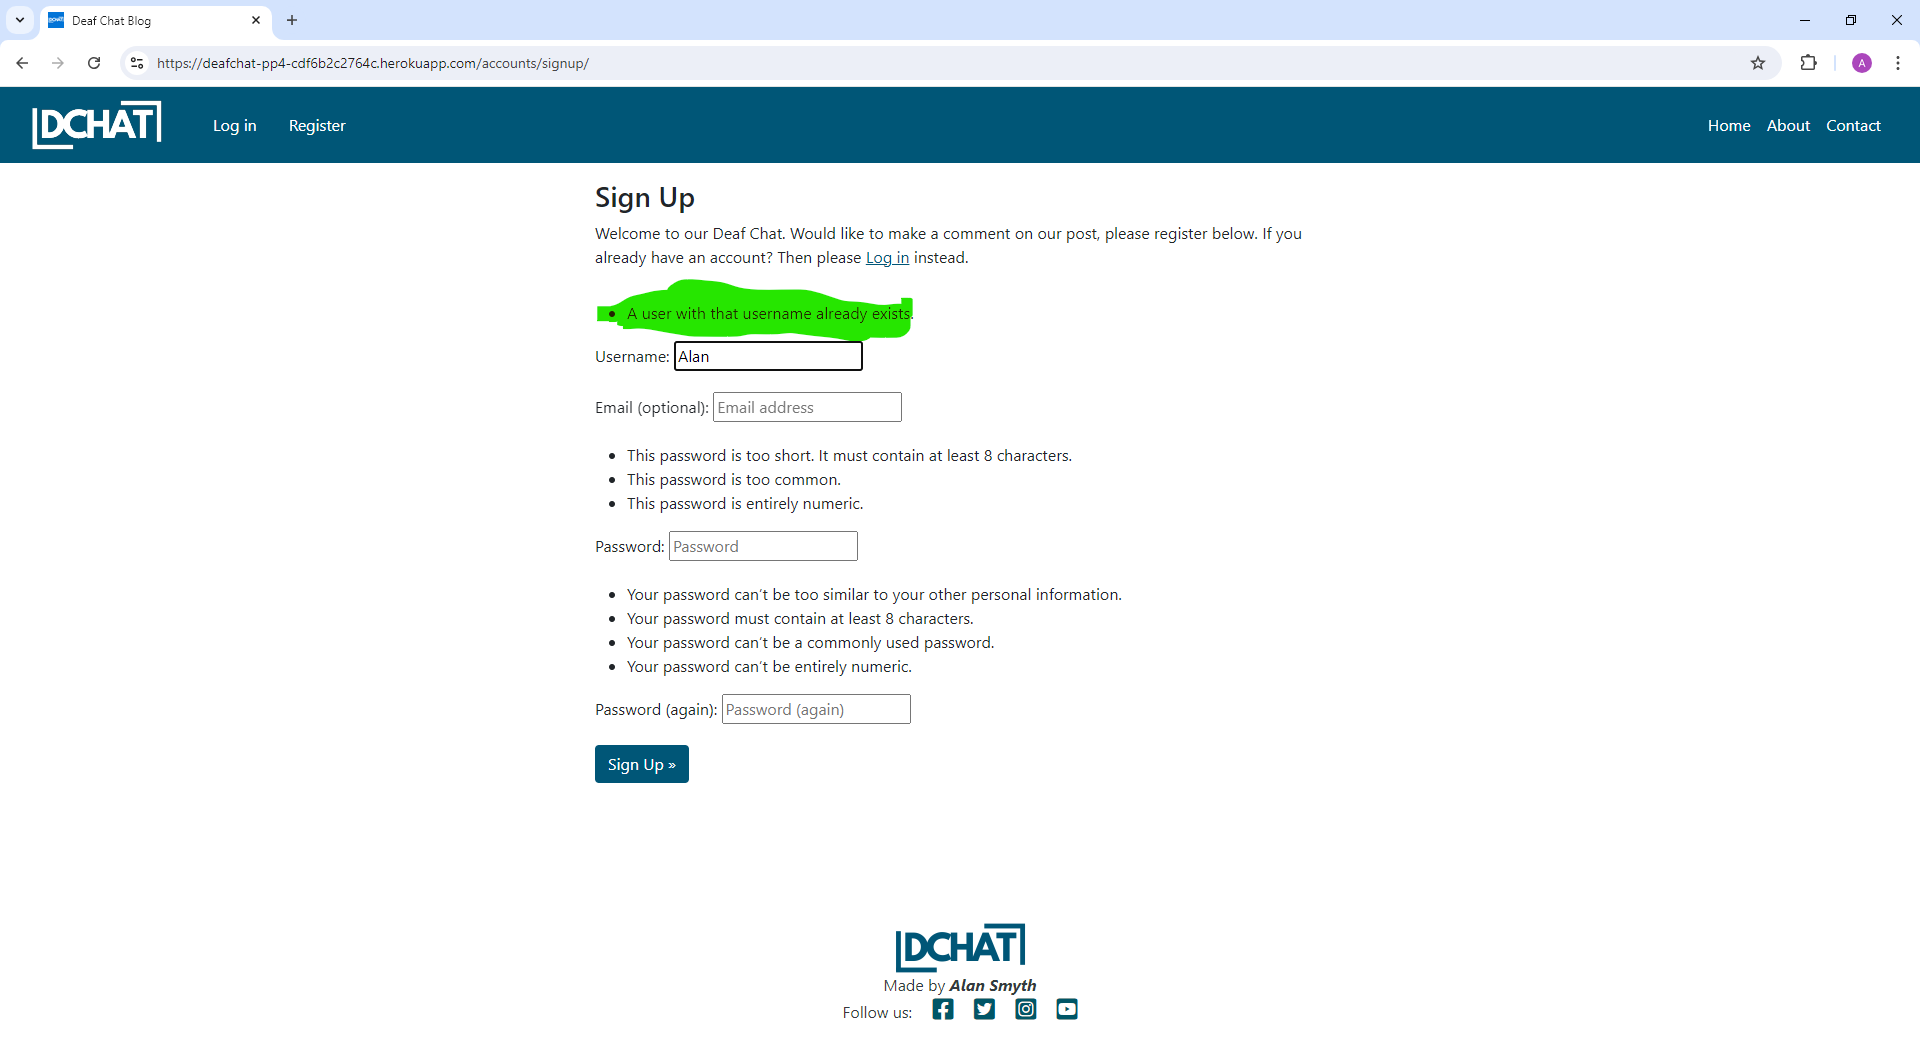 DCHAT Deaf Chat Blog
https://deafchat-pp4-cdf6b2c2764c.herokuapp.com/accounts/signup/
A
DCHAT Log in Register Home About Contact
Sign Up
Welcome to our Deaf Chat. Would like to make a comment on our post, please register below. If you
already have an account? Then please Log in instead.
• A user with that username already exists.
Username: Alan
Email (optional): Email address
• This password is too short. It must contain at least 8 characters.
• This password is too common.
• This password is entirely numeric.
Password: Password
• Your password can’t be too similar to your other personal information.
• Your password must contain at least 8 characters.
• Your password can’t be a commonly used password.
• Your password can’t be entirely numeric.
Password (again): Password (again)
Sign Up »
DCHAT
Made by Alan Smyth
Follow us: